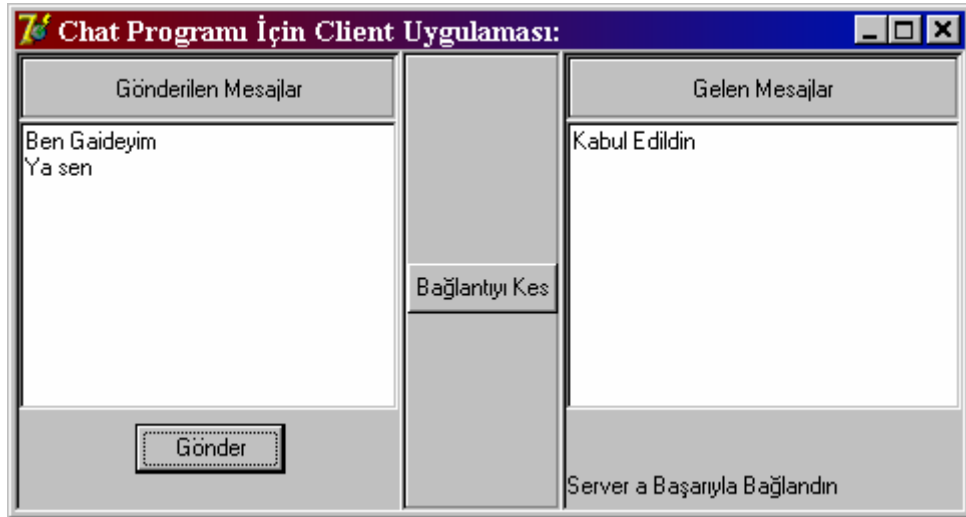 Chat Programı İçin Client Uygulaması:
Gönderilen Mesajlar
Ben Gaideyim
Ya sen
Gönder
Bağlantıyı Kes
Gelen Mesajlar
Kabul Edildin
Server a Başarıyla Bağlandın